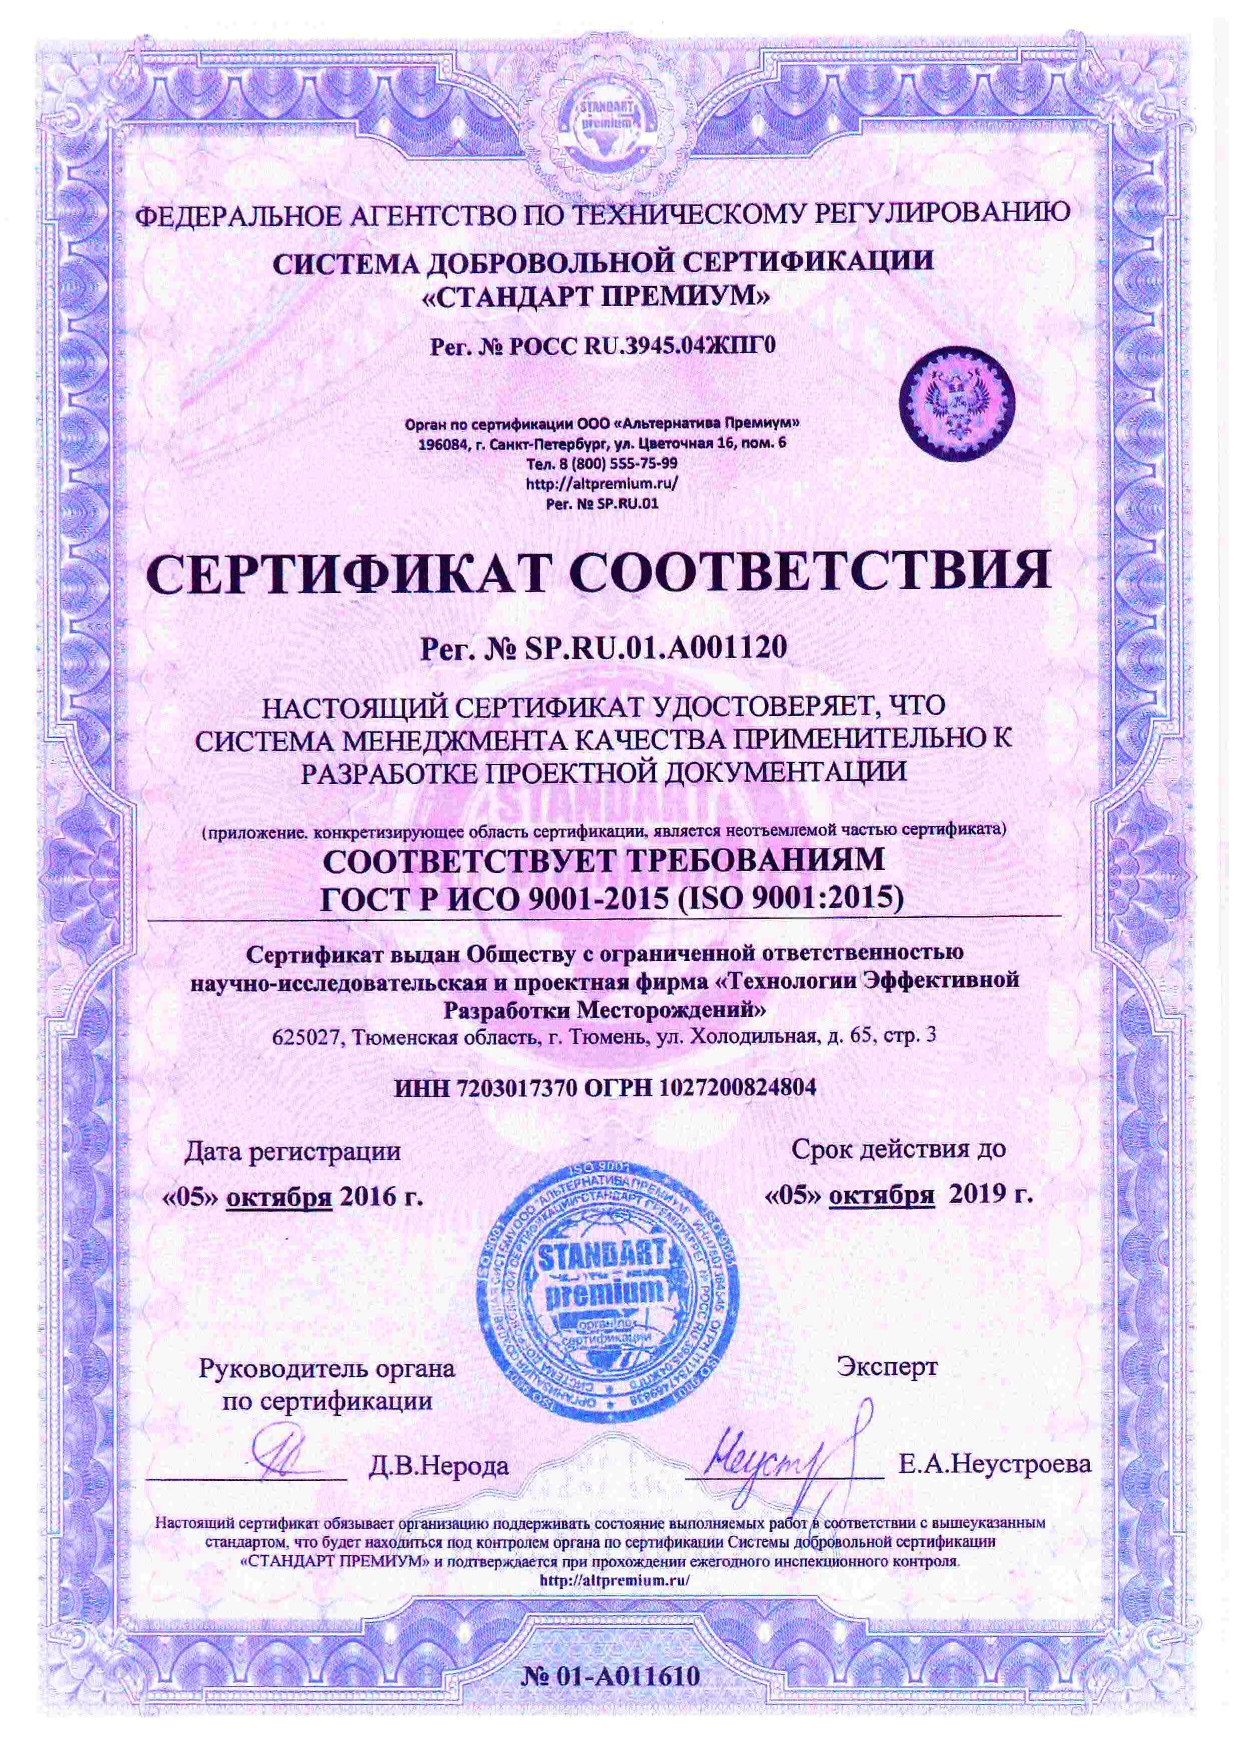 STANDART
premium
ФЕДЕРАЛЬНОЕ АГЕНТСТВО ПО ТЕХНИЧЕСКОМУ РЕГУЛИРОВАНИЮ
СИСТЕМА ДОБРОВОЛЬНОЙ СЕРТИФИКАЦИИ
«СТАНДАРТ ПРЕМИУМ»
Рег. № РОСС RU.З945.04ЖПГ0
Орган по сертификации ООО «Альтернатива Премиум»
196084, г. Санкт-Петербург, ул. Цветочная 16, пом. 6
Тел. 8 (800) 555-75-99
http://altpremium.ru/
Рег. № SP.RU.01
СЕРТИФИКАТ СООТВЕТСТВИЯ
Рег. № SP.RU.01.А001120
НАСТОЯЩИЙ СЕРТИФИКАТ УДОСТОВЕРЯЕТ, ЧТО
СИСТЕМА МЕНЕДЖМЕНТА КАЧЕСТВА ПРИМЕНИТЕЛЬНО К
РАЗРАБОТКЕ ПРОЕКТНОЙ ДОКУМЕНТАЦИИ
(приложение. конкретизирующее область сертификации, является неотъемлемой частью сертификата)
СООТВЕТСТВУЕТ ТРЕБОВАНИЯМ
ГОСТ Р ИСО 9001-2015 (ISO 9001:2015)
Сертификат выдан Обществу с ограниченной ответственностью
научно-исследовательская и проектная фирма «Технологии Эффективной
Разработки Месторождений»
625027, Тюменская область, г. Тюмень, ул. Холодильная, д. 65, стр. 3
ИНН 7203017370 ОГРН 1027200824804
Дата регистрации
Срок действия до
«05» октября 2016 г.
«05» октября 2019 г.
ISO 9001
STANDART
premium
орган по
сертификации
Руководитель органа
по сертификации
Эксперт
Д.В.Нерода
Е.А.Неустроева
Настоящий сертификат обязывает организацию поддерживать состояние выполняемых работ в соответствии с вышеуказанным
стандартом, что будет находиться под контролем органа по сертификации Системы добровольной сертификации
«СТАНДАРТ ПРЕМИУМ» и подтверждается при прохождении ежегодного инспекционного контроля.
http://altpremium.ru/
№ 01-А011610